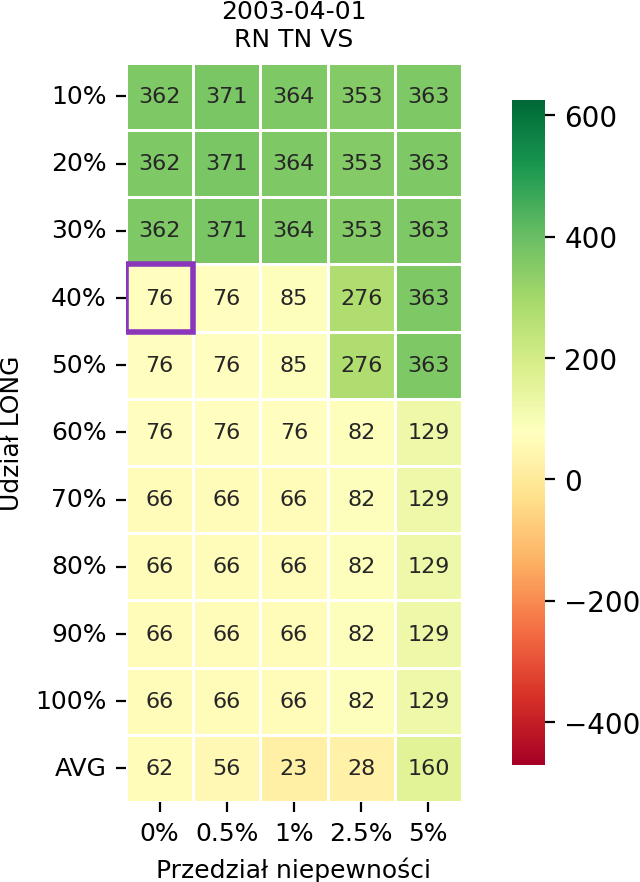 2003-04-01
RN TN VS
10% 362 371 364 353 363
20% 362 371 364 353 363
30% 362 371 364 353 363
40% 76 76 85 276 363
50% 76 76 85 276 363
60% 76 76 76 82 129
70% 66 66 66 82 129
80% 66 66 66 82 129
90% 66 66 66 82 129
100% 66 66 66 82 129
AVG 62 56 23 28 160
0% 0.5% 1% 2.5% 5%
Przedział niepewności
Udział LONG
600
400
200
0
−200
−400